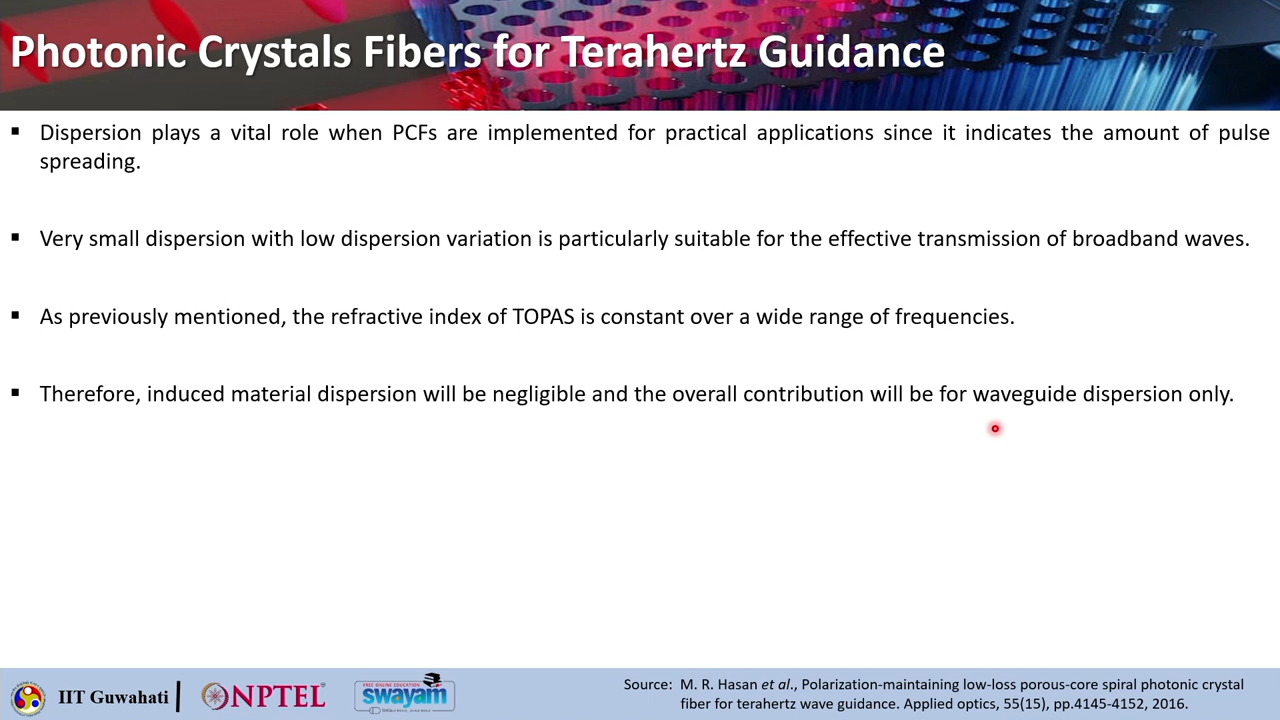 Photonic Crystals Fibers for Terahertz Guidance
▪ Dispersion plays a vital role when PCFs are implemented for practical applications since it indicates the amount of pulse
spreading.
▪ Very small dispersion with low dispersion variation is particularly suitable for the effective transmission of broadband waves.
▪ As previously mentioned, the refractive index of TOPAS is constant over a wide range of frequencies.
▪ Therefore, induced material dispersion will be negligible and the overall contribution will be for waveguide dispersion only.
IIT Guwahati
NPTEL
FREE ONLINE EDUCATION
swayam
Source: M. R. Hasan et al., Polarization-maintaining low-loss porous-core spiral photonic crystal
fiber for terahertz wave guidance. Applied optics, 55(15), pp.4145-4152, 2016.